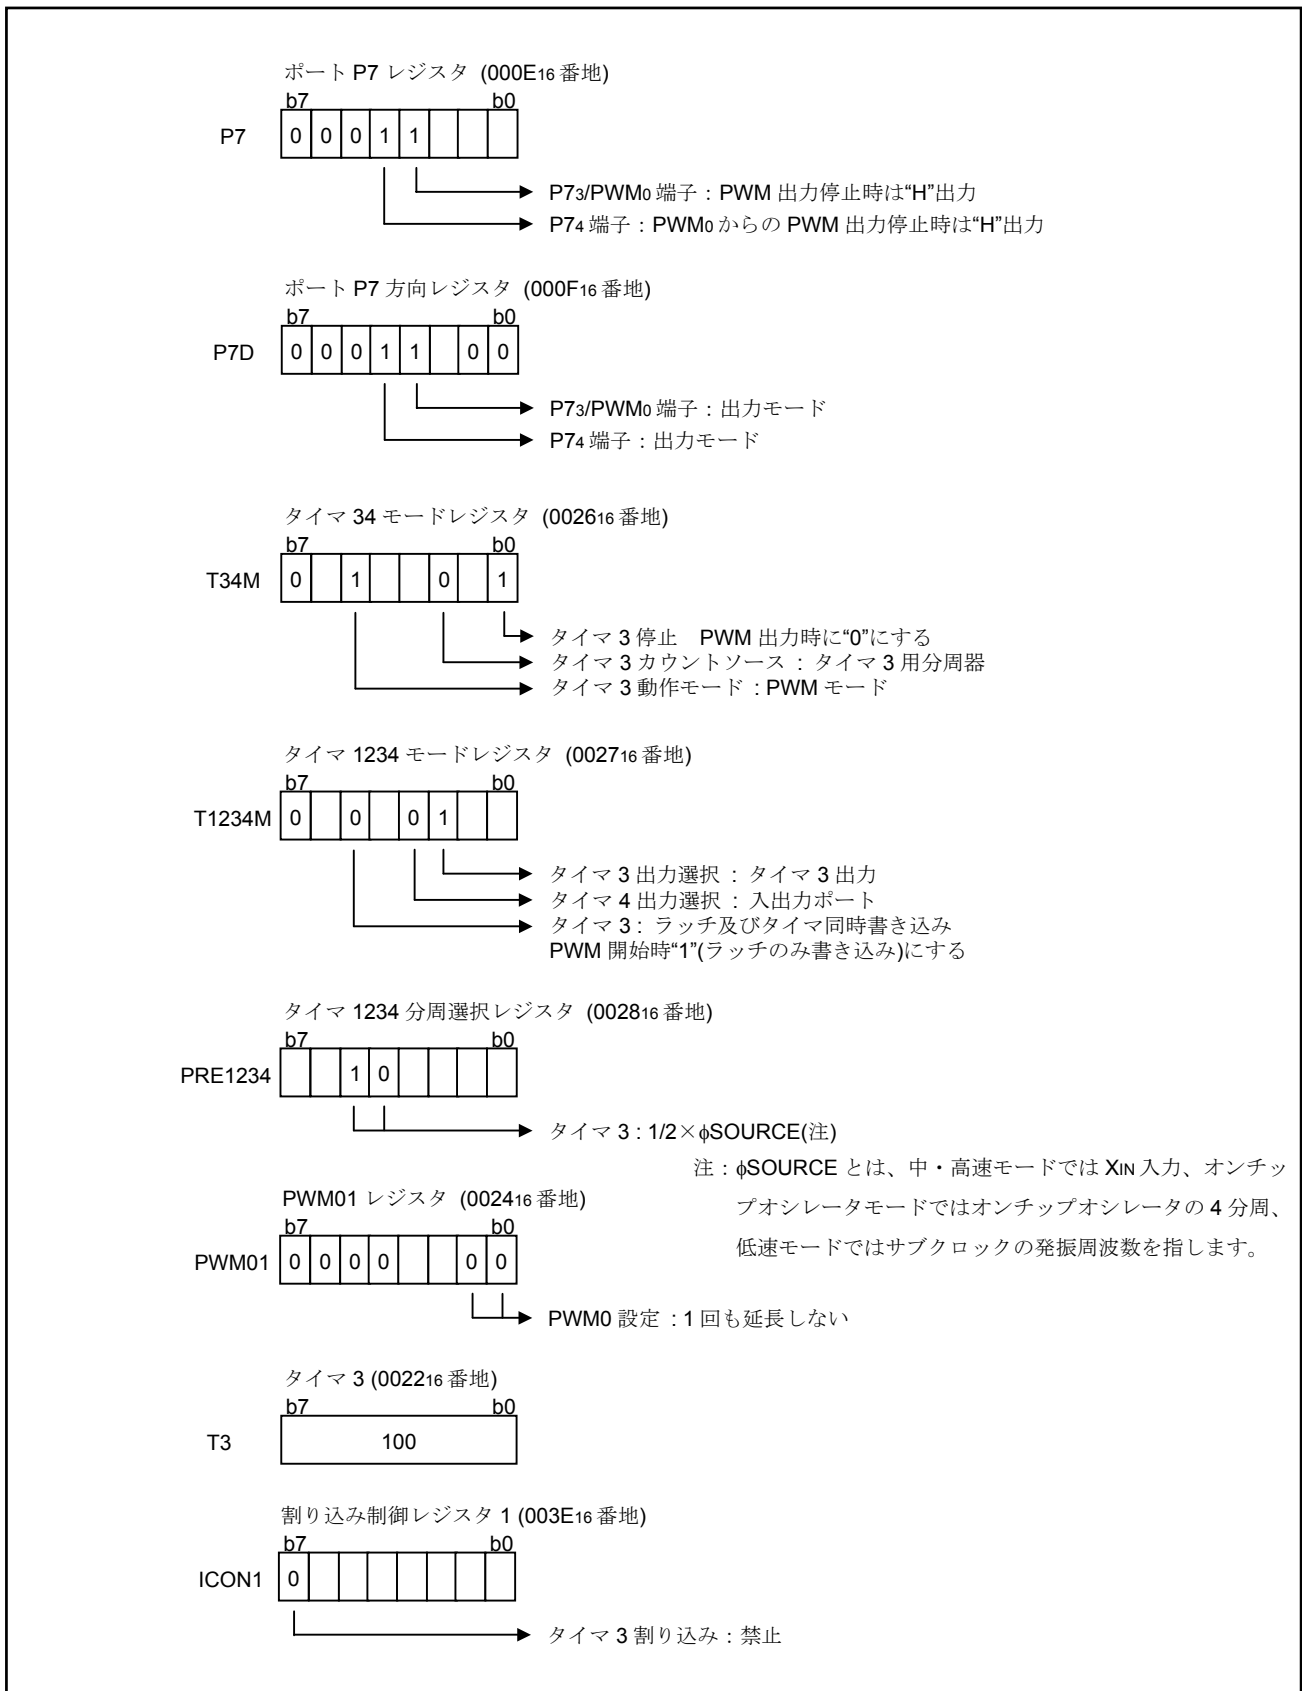 ポート P7 レジスタ (000E16 番地)
b7 b0
P7 0 0 0 1 1
P73/PWM0 端子：PWM 出力停止時は“H”出力
P74 端子：PWM0 からの PWM 出力停止時は“H”出力
ポート P7 方向レジスタ (000F16 番地)
b7 b0
P7D 0 0 0 1 1 0 0
P73/PWM0 端子：出力モード
P74 端子：出力モード
タイマ 34 モードレジスタ (002616 番地)
b7 b0
T34M 0 1 0 1
タイマ 3 停止　PWM 出力時に“0”にする
タイマ 3 カウントソース：タイマ 3 用分周器
タイマ 3 動作モード：PWM モード
タイマ 1234 モードレジスタ (002716 番地)
b7 b0
T1234M 0 0 0 1
タイマ 3 出力選択：タイマ 3 出力
タイマ 4 出力選択：入出力ポート
タイマ 3：ラッチ及びタイマ同時書き込み
PWM 開始時“1”(ラッチのみ書き込み)にする
タイマ 1234 分周選択レジスタ (002816 番地)
b7 b0
PRE1234 1 0
タイマ 3 : 1/2×φSOURCE(注)
注：φSOURCE とは、中・高速モードでは XIN 入力、オンチッ
プオシレータモードではオンチップオシレータの 4 分周、
低速モードではサブクロックの発振周波数を指します。
PWM01 レジスタ (002416 番地)
b7 b0
PWM01 0 0 0 0 0 0
PWM0 設定：1 回も延長しない
タイマ 3 (002216 番地)
b7 b0
T3 100
割り込み制御レジスタ 1 (003E16 番地)
b7 b0
ICON1 0
タイマ 3 割り込み：禁止